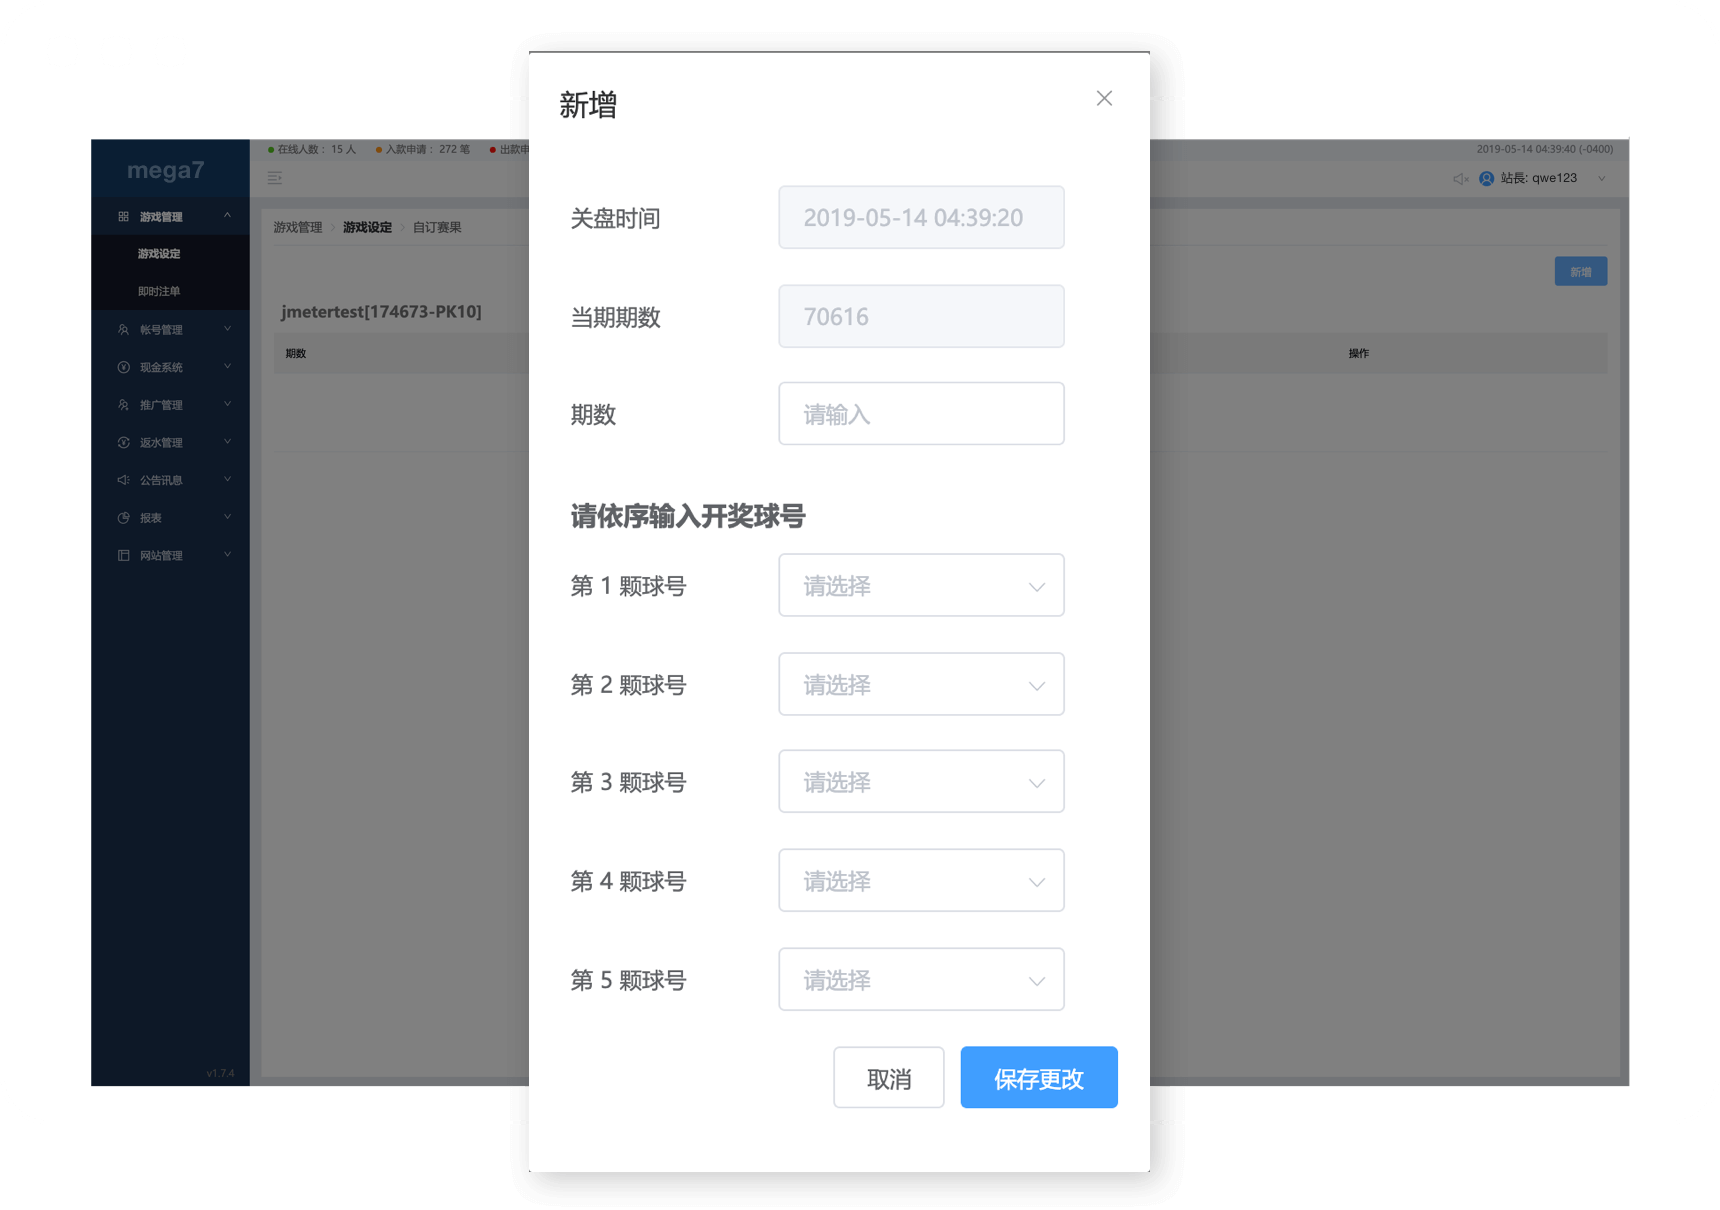 mega7
在线人数： 15 人
入款申请： 272 笔
出款申
2019-05-14 04:39:40 (-0400)
站長: qwe123
游戏管理
游戏设定
即时注单
帐号管理
现金系统
推广管理
返水管理
公告讯息
报表
网站管理
v1.7.4
游戏管理 游戏设定 自订赛果
新增
jmetertest[174673-PK10]
期数
操作
新增
关盘时间
2019-05-14 04:39:20
当期期数
70616
期数
请输入
请依序输入开奖球号
第 1 颗球号
请选择
第 2 颗球号
请选择
第 3 颗球号
请选择
第 4 颗球号
请选择
第 5 颗球号
请选择
取消
保存更改